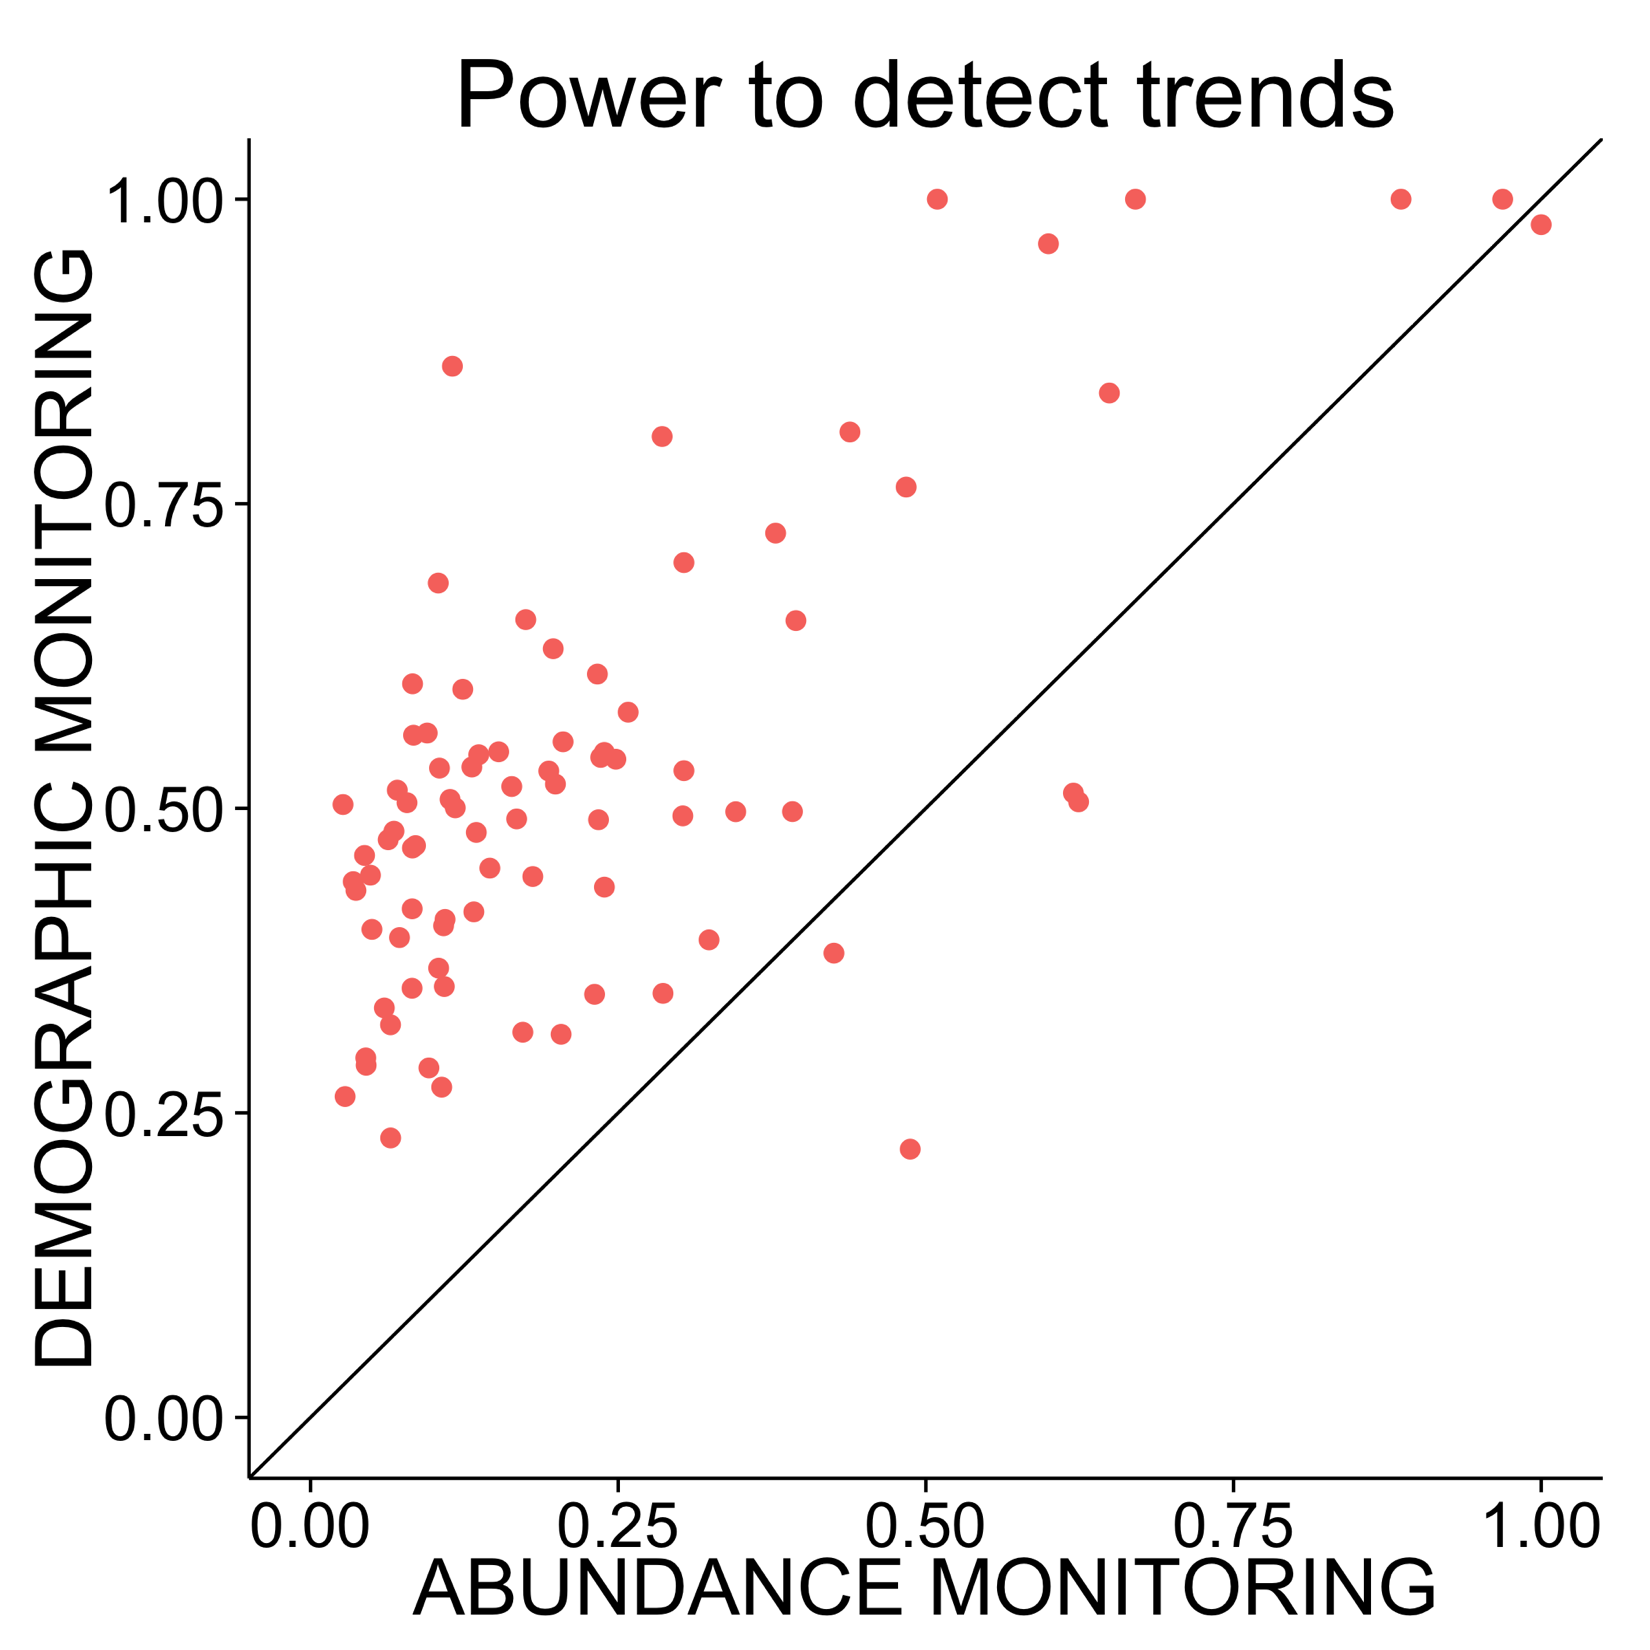 Power to detect trends
DEMOGRAPHIC MONITORING
1.00
0.75
0.50
0.25
0.00
0.00 0.25 0.50 0.75 1.00
ABUNDANCE MONITORING